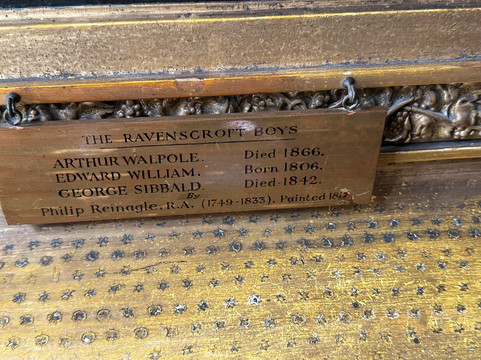 THE RAVENSCROFT BOYS
ARTHUR WALPOLE. Died 1866.
EDWARD WILLIAM. Born 1806.
GEORGE SIBBALD. Died 1842.
By
Philip Reinagle, R.A. (1749-1833). Painted